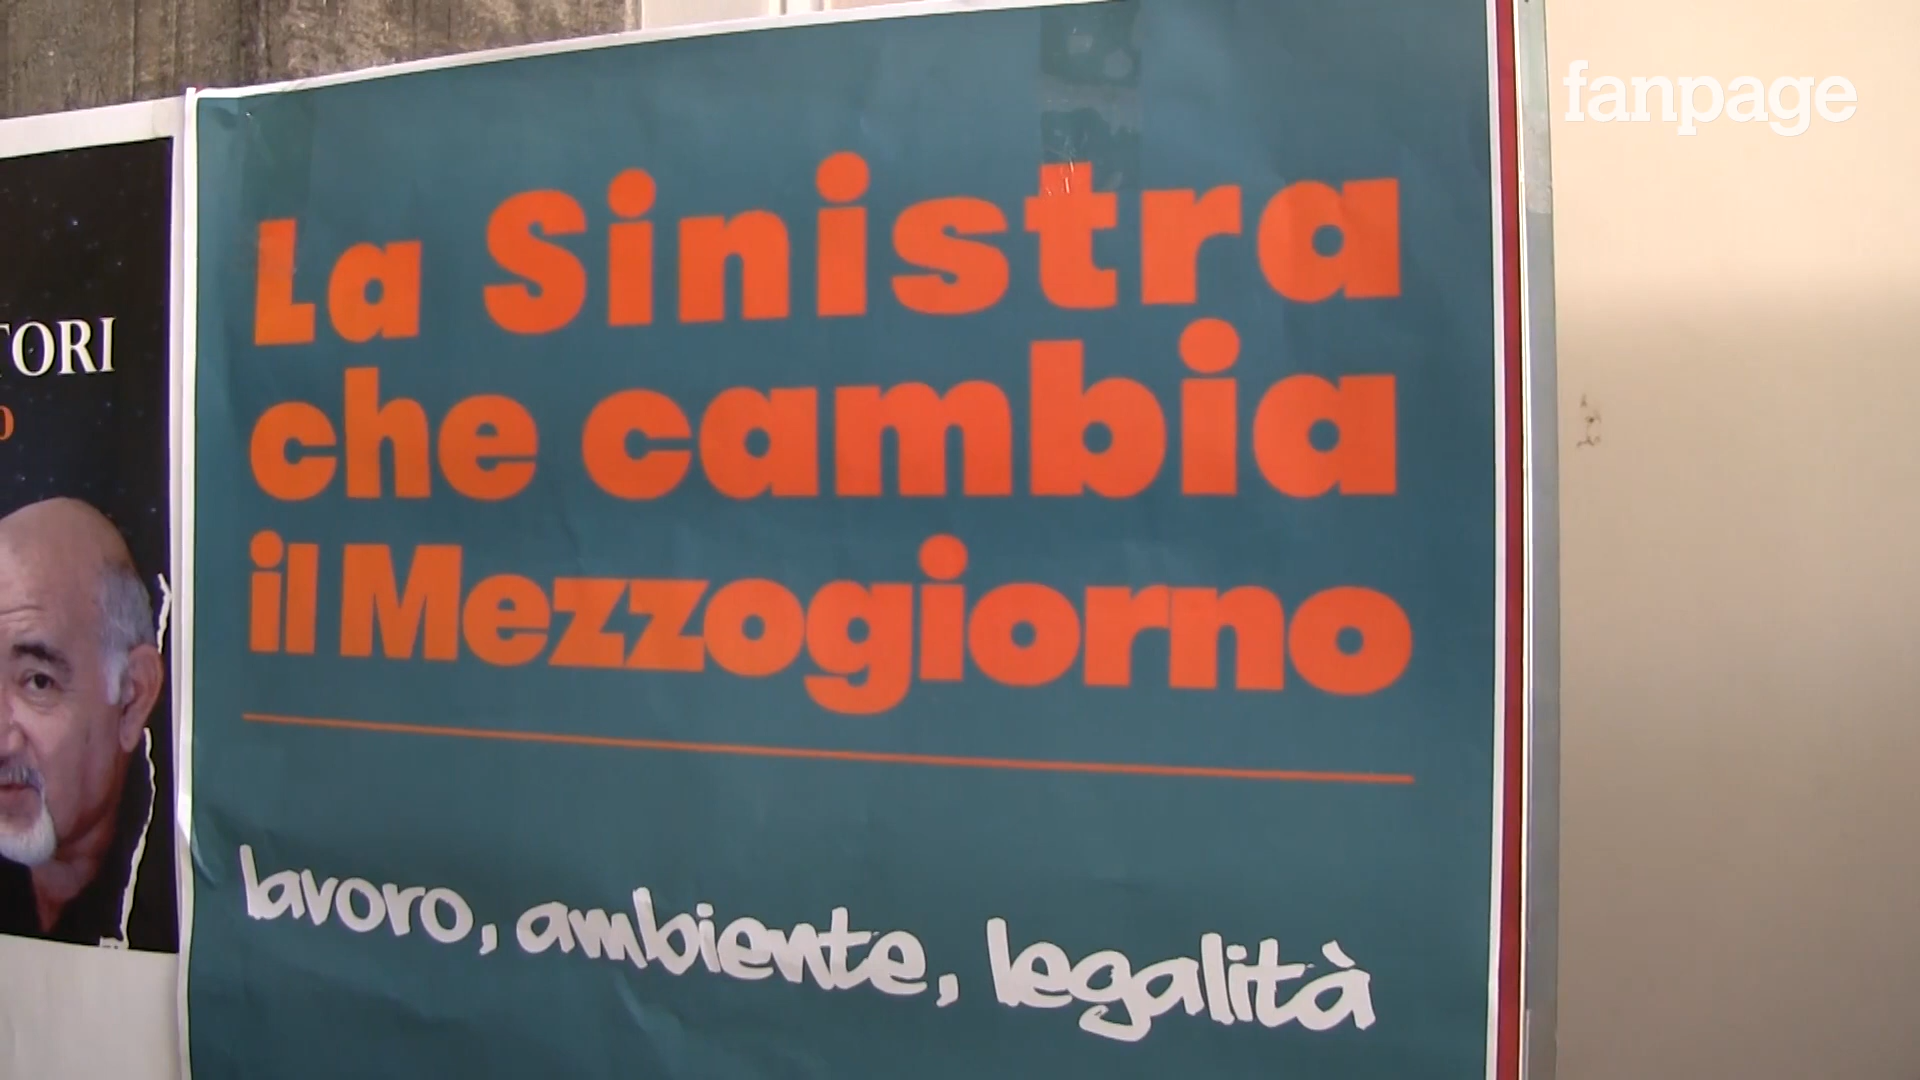 fanpage
La Sinistra
che cambia
il Mezzogiorno
lavoro, ambiente, legalità
TORI